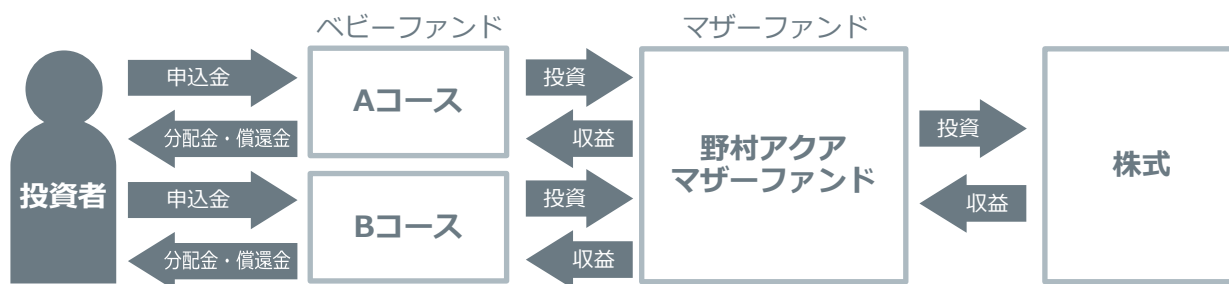 ベビーファンド
マザーファンド
投資者
申込金
分配金・償還金
申込金
分配金・償還金
Aコース
Bコース
投資
収益
投資
収益
野村アクア
マザーファンド
投資
収益
株式